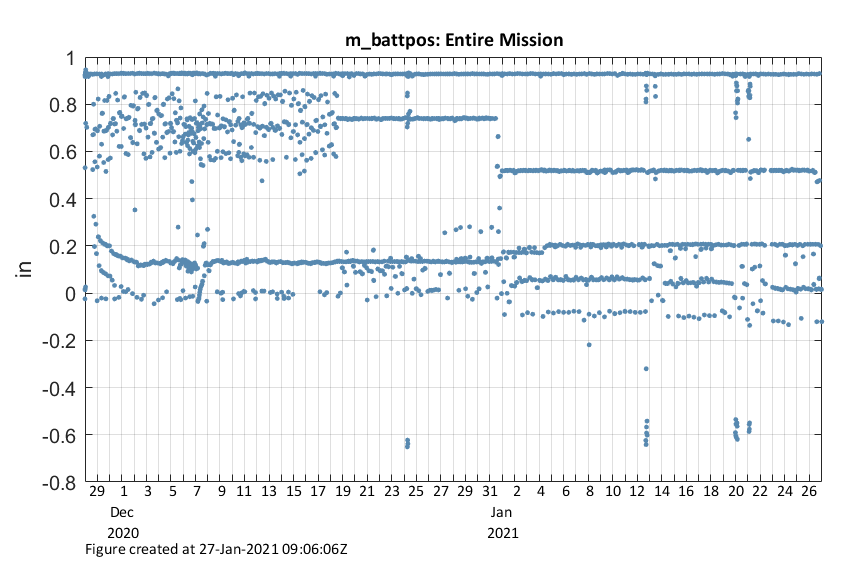 m_battpos: Entire Mission
in
1
0.8
0.6
0.4
0.2
0
-0.2
-0.4
-0.6
-0.8
29 1 3 5 7 9 11 13 15 17 19 21 23 25 27 29 31 2 4 6 8 10 12 14 16 18 20 22 24 26
Dec Jan
2020 2021
Figure created at 27-Jan-2021 09:06:06Z